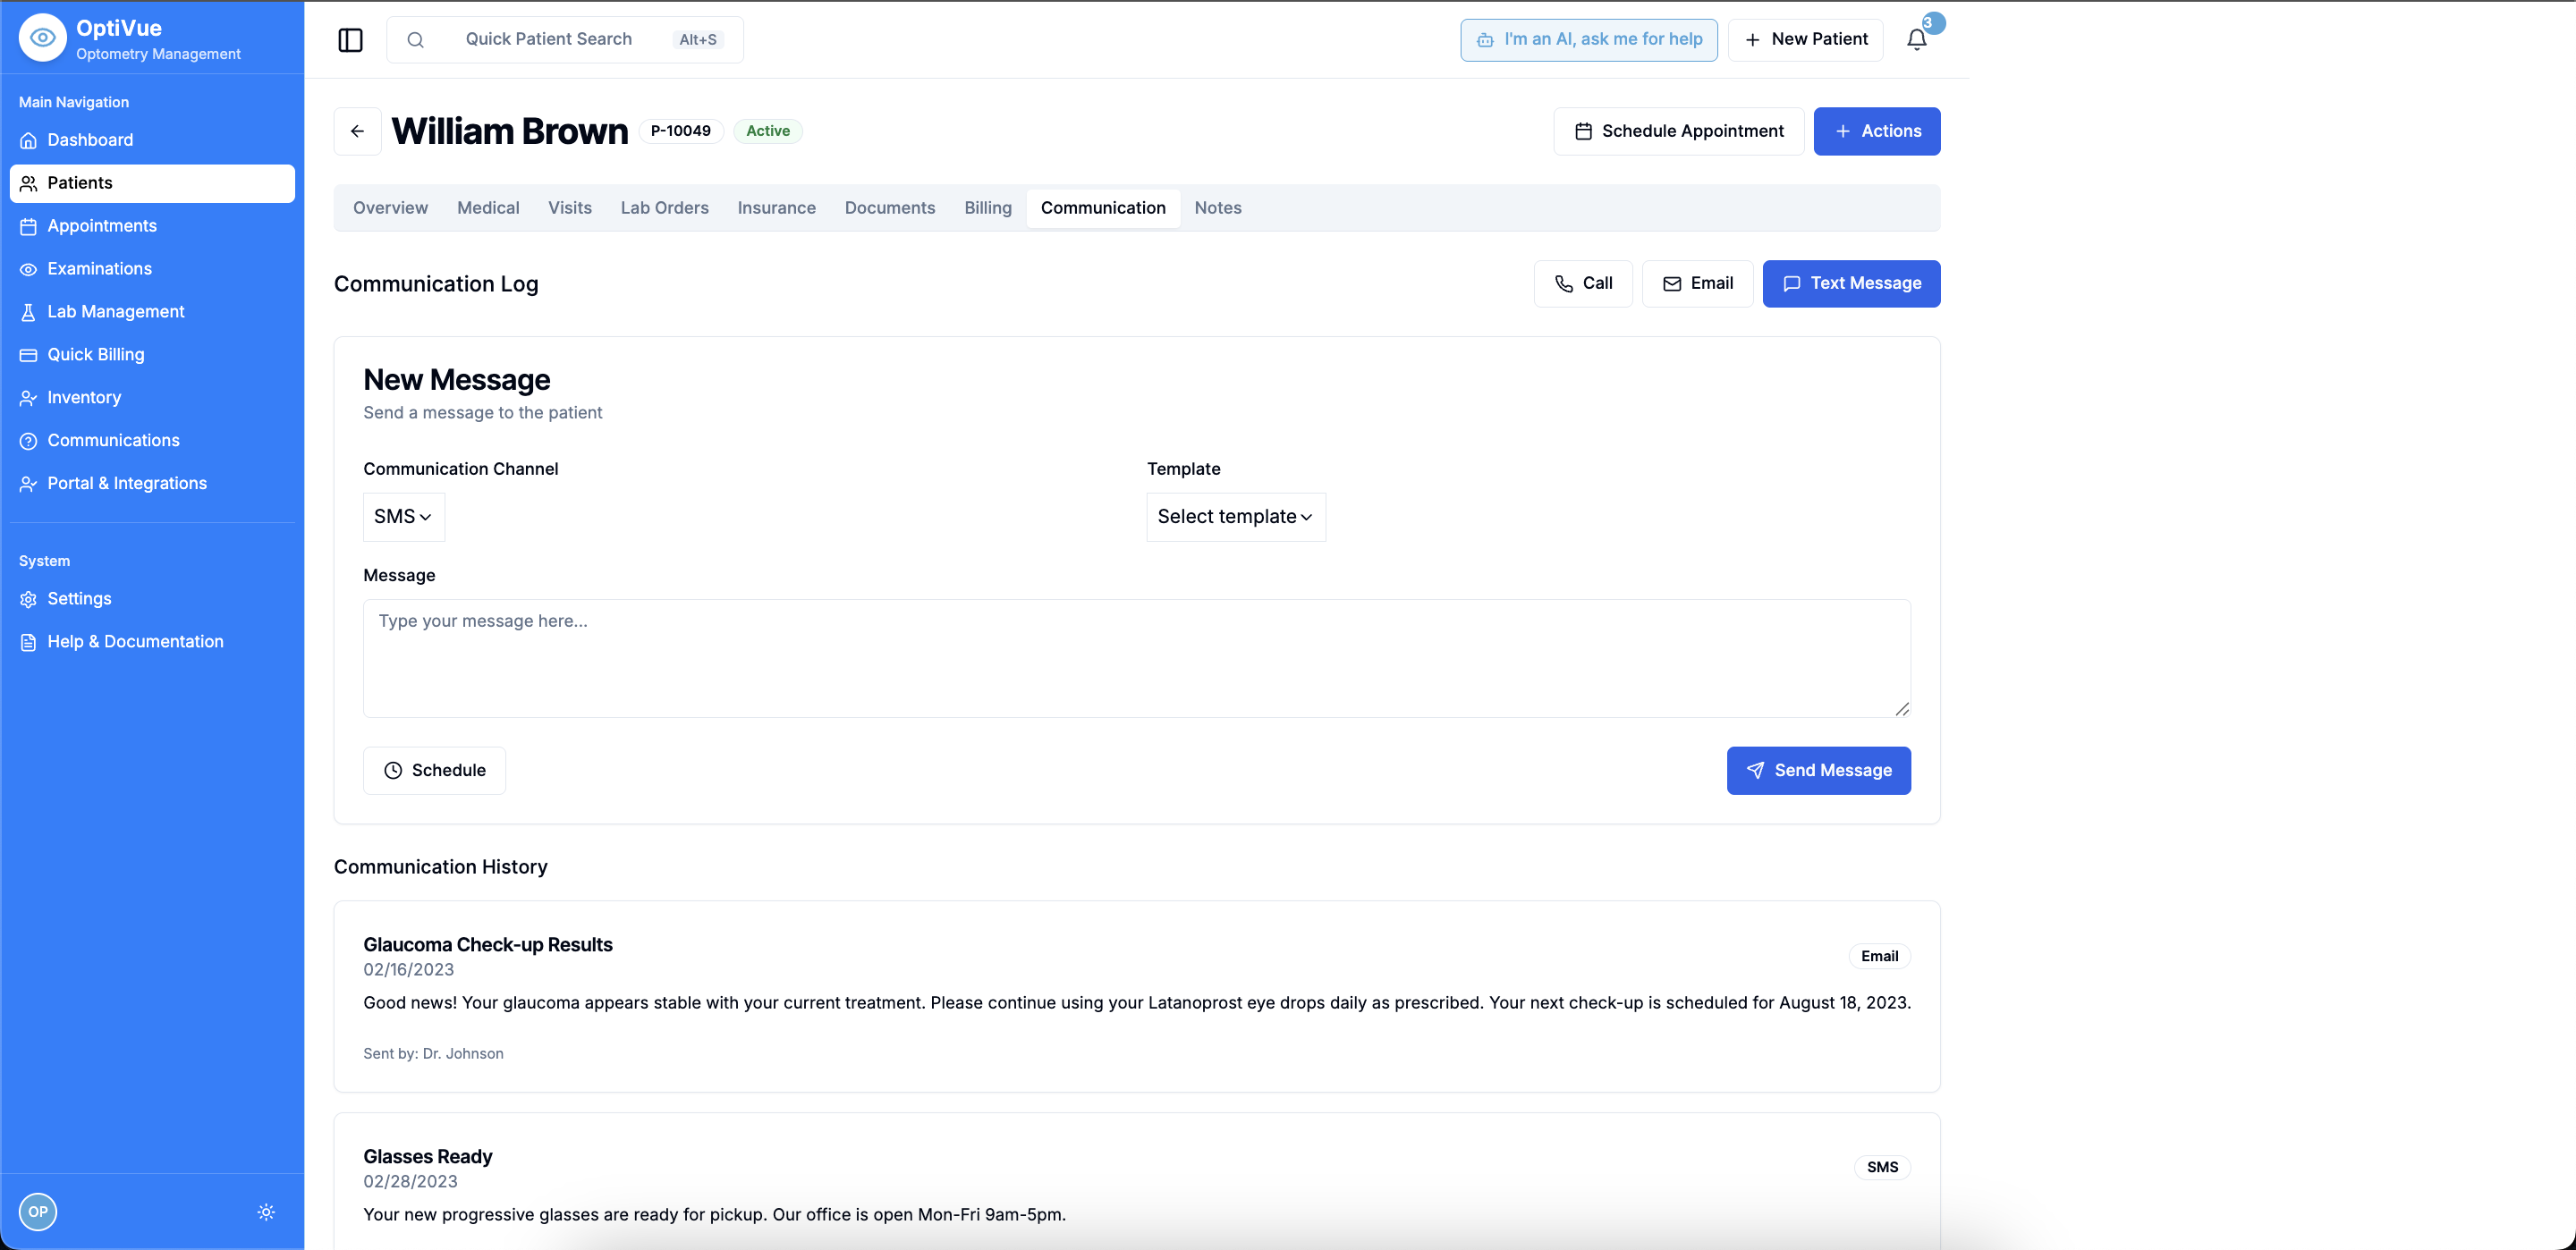 OptiVue
Optometry Management
Main Navigation
Dashboard
Patients
Appointments
Examinations
Lab Management
Quick Billing
Inventory
Communications
Portal & Integrations
System
Settings
Help & Documentation
OP
Quick Patient Search Alt+S
I'm an AI, ask me for help
New Patient
3
William Brown P-10049 Active
Schedule Appointment
Actions
Overview Medical Visits Lab Orders Insurance Documents Billing Communication Notes
Communication Log
Call Email Text Message
New Message
Send a message to the patient
Communication Channel
SMS
Template
Select template
Message
Type your message here...
Schedule
Send Message
Communication History
Glaucoma Check-up Results
02/16/2023
Email
Good news! Your glaucoma appears stable with your current treatment. Please continue using your Latanoprost eye drops daily as prescribed. Your next check-up is scheduled for August 18, 2023.
Sent by: Dr. Johnson
Glasses Ready
02/28/2023
SMS
Your new progressive glasses are ready for pickup. Our office is open Mon-Fri 9am-5pm.